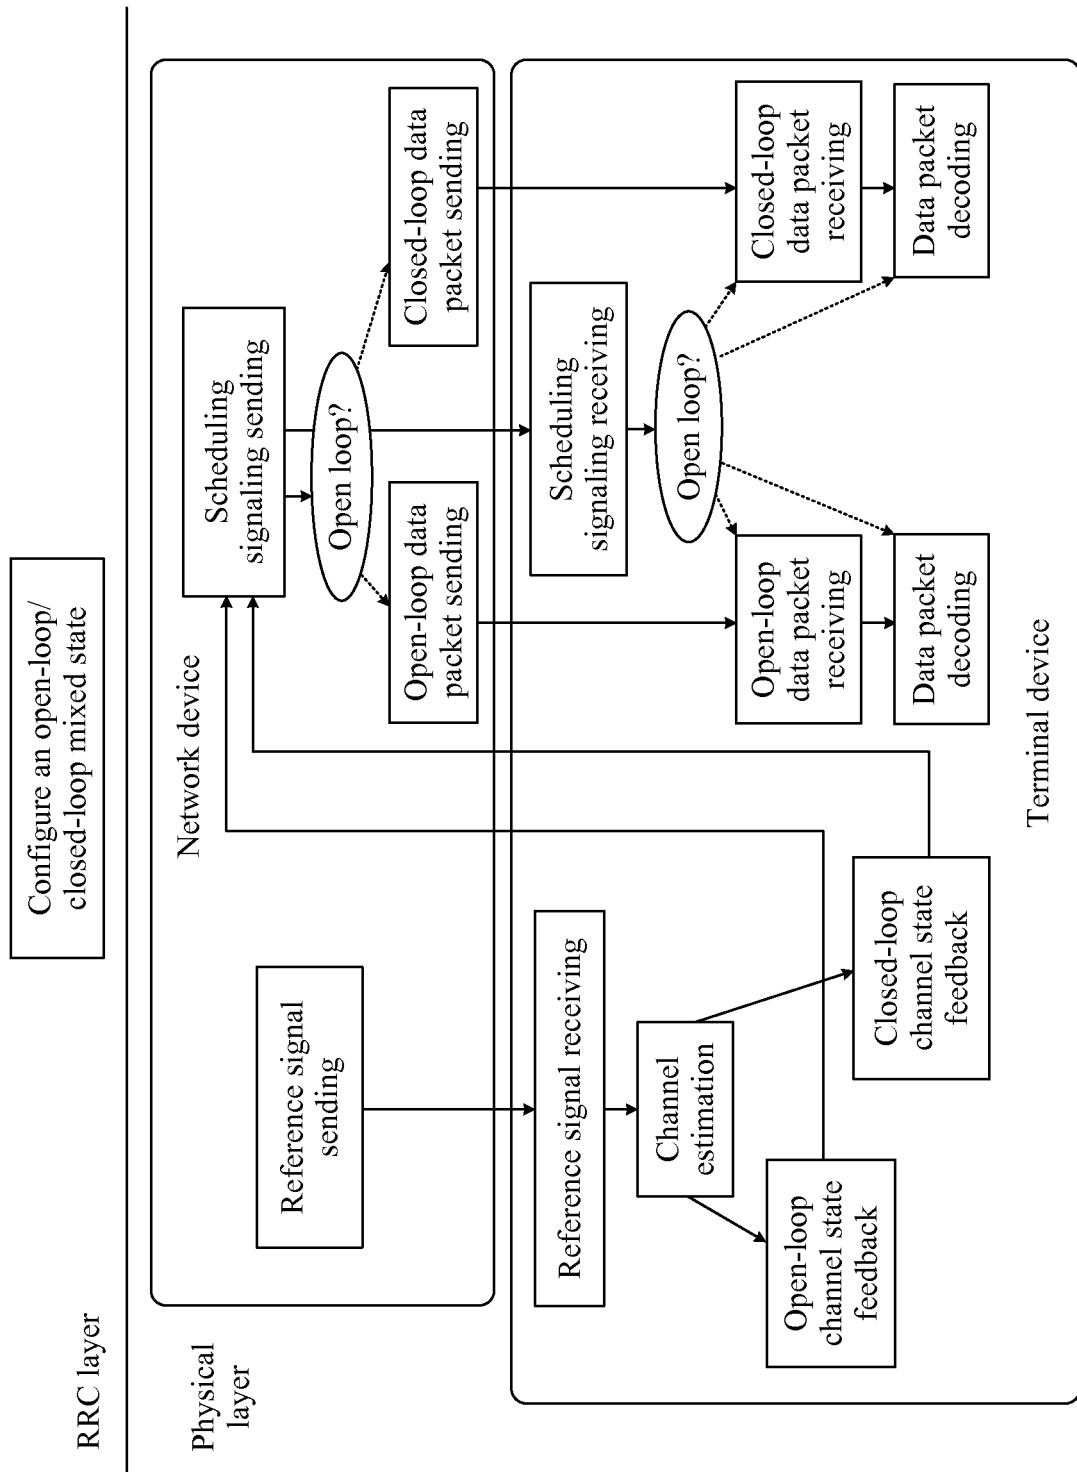 RRC layer
Configure an open-loop/
closed-loop mixed state
Physical
layer
Network device
Reference signal
sending
Scheduling
signaling sending
Open loop?
Open-loop data
packet sending
Closed-loop data
packet sending
Reference signal receiving
Channel
estimation
Open-loop
channel state
feedback
Closed-loop
channel state
feedback
Scheduling
signaling receiving
Open loop?
Open-loop
data packet
receiving
Closed-loop
data packet
receiving
Data packet
decoding
Data packet
decoding
Terminal device